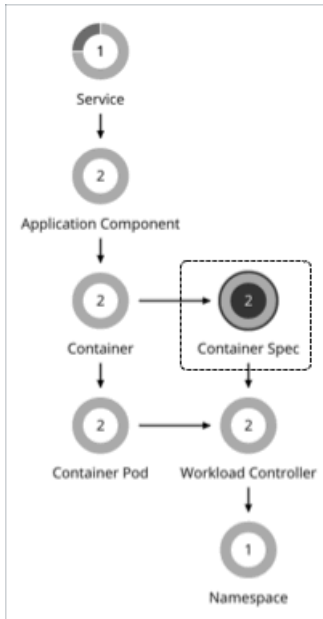 1
Service
2
Application Component
2
2
Container
Container Spec
2
2
Container Pod
Workload Controller
1
Namespace